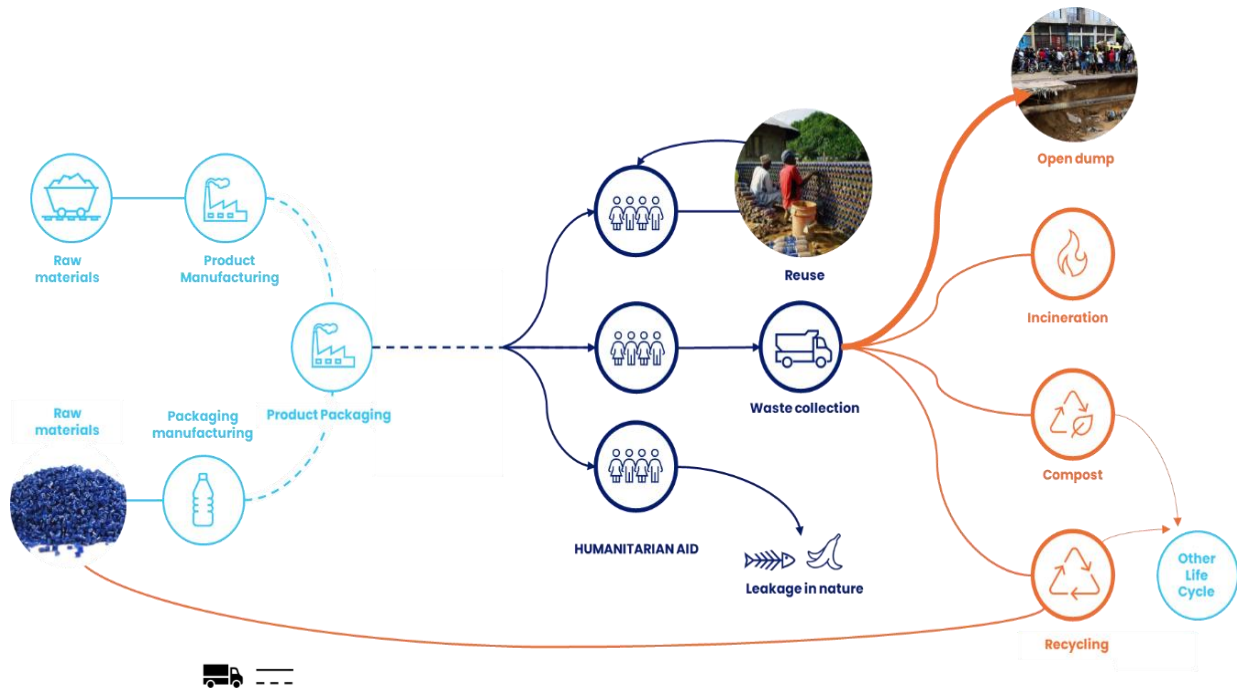 Open dump
Raw
materials
Product
Manufacturing
Reuse
Incineration
Raw
materials
Packaging
manufacturing
Product Packaging
Waste collection
Compost
HUMANITARIAN AID
Leakage in nature
Other
Life
Cycle
Recycling